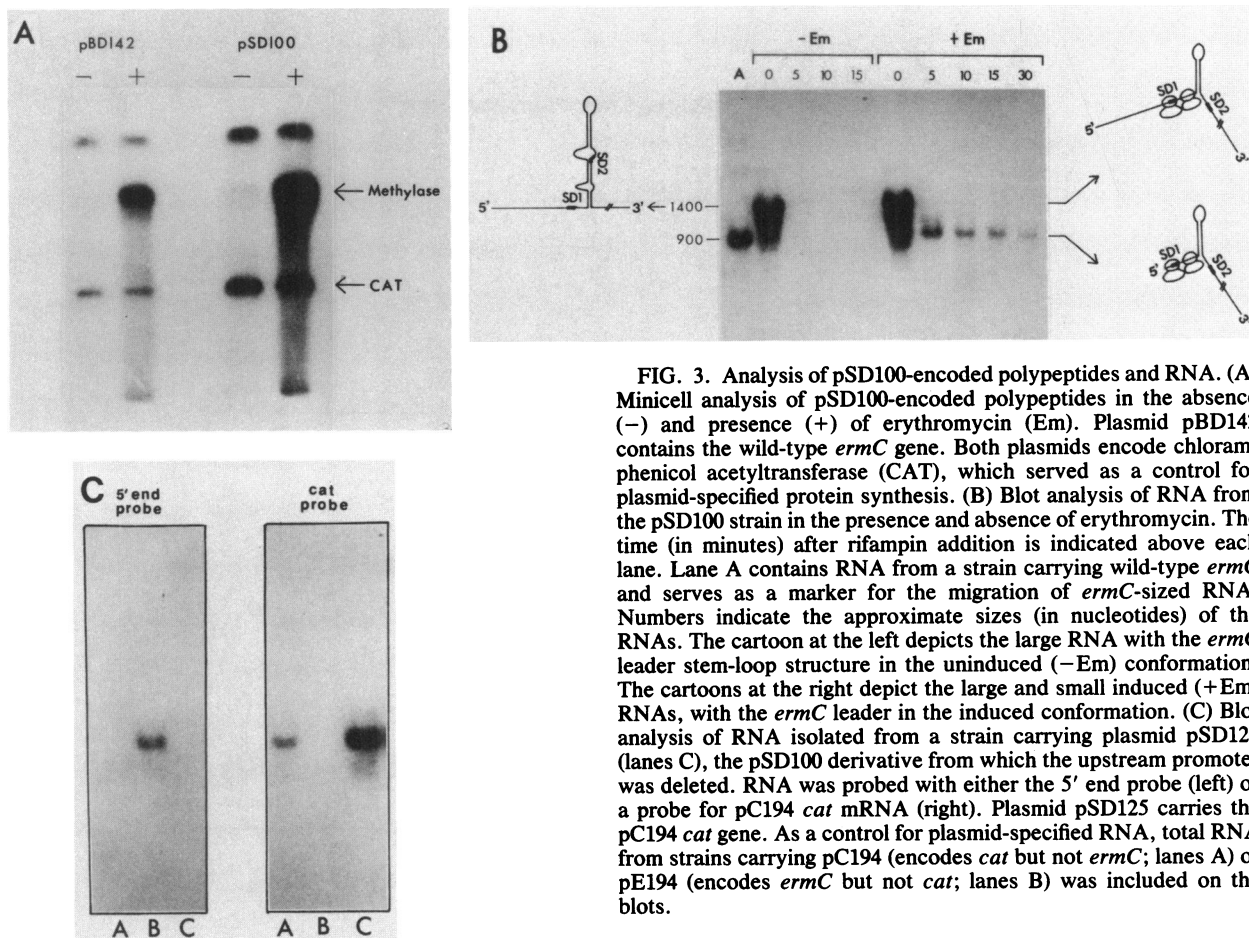 A
pBD142 pSD100
− + − +
← Methylase
← CAT
B
- Em + Em
A 0 5 10 15 0 5 10 15 30
SD2
SD1
5' 3' ← 1400
900
SD1
SD2
5'
3'
SD1
SD2
5'
3'
C
5' end
probe
cat
probe
A B C A B C
FIG. 3. Analysis of pSD100-encoded polypeptides and RNA. (A
Minicell analysis of pSD100-encoded polypeptides in the absenc
(−) and presence (+) of erythromycin (Em). Plasmid pBD142
contains the wild-type ermC gene. Both plasmids encode chloram
phenicol acetyltransferase (CAT), which served as a control fo
plasmid-specified protein synthesis. (B) Blot analysis of RNA from
the pSD100 strain in the presence and absence of erythromycin. Th
time (in minutes) after rifampin addition is indicated above eac
lane. Lane A contains RNA from a strain carrying wild-type ermC
and serves as a marker for the migration of ermC-sized RNA
Numbers indicate the approximate sizes (in nucleotides) of th
RNAs. The cartoon at the left depicts the large RNA with the ermC
leader stem-loop structure in the uninduced (−Em) conformation
The cartoons at the right depict the large and small induced (+Em
RNAs, with the ermC leader in the induced conformation. (C) Blo
analysis of RNA isolated from a strain carrying plasmid pSD12
(lanes C), the pSD100 derivative from which the upstream promote
was deleted. RNA was probed with either the 5' end probe (left) o
a probe for pC194 cat mRNA (right). Plasmid pSD125 carries th
pC194 cat gene. As a control for plasmid-specified RNA, total RNA
from strains carrying pC194 (encodes cat but not ermC; lanes A) o
pE194 (encodes ermC but not cat; lanes B) was included on th
blots.